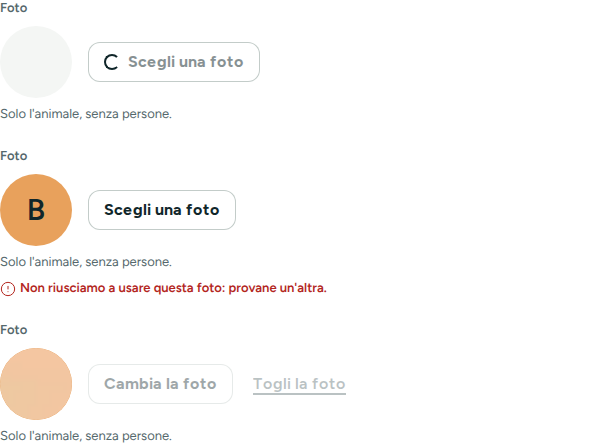 Foto
Scegli una foto
Solo l'animale, senza persone.
Foto
B
Scegli una foto
Solo l'animale, senza persone.
Non riusciamo a usare questa foto: provane un'altra.
Foto
Cambia la foto Togli la foto
Solo l'animale, senza persone.